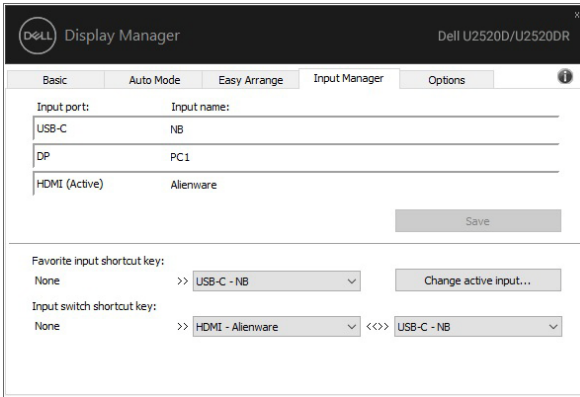 DELL Display Manager Dell U2520D/U2520DR
Basic Auto Mode Easy Arrange Input Manager Options
Input port: Input name:
USB-C NB
DP PC1
HDMI (Active) Alienware
Save
Favorite input shortcut key:
None >> USB-C - NB Change active input...
Input switch shortcut key:
None >> HDMI - Alienware <<>> USB-C - NB